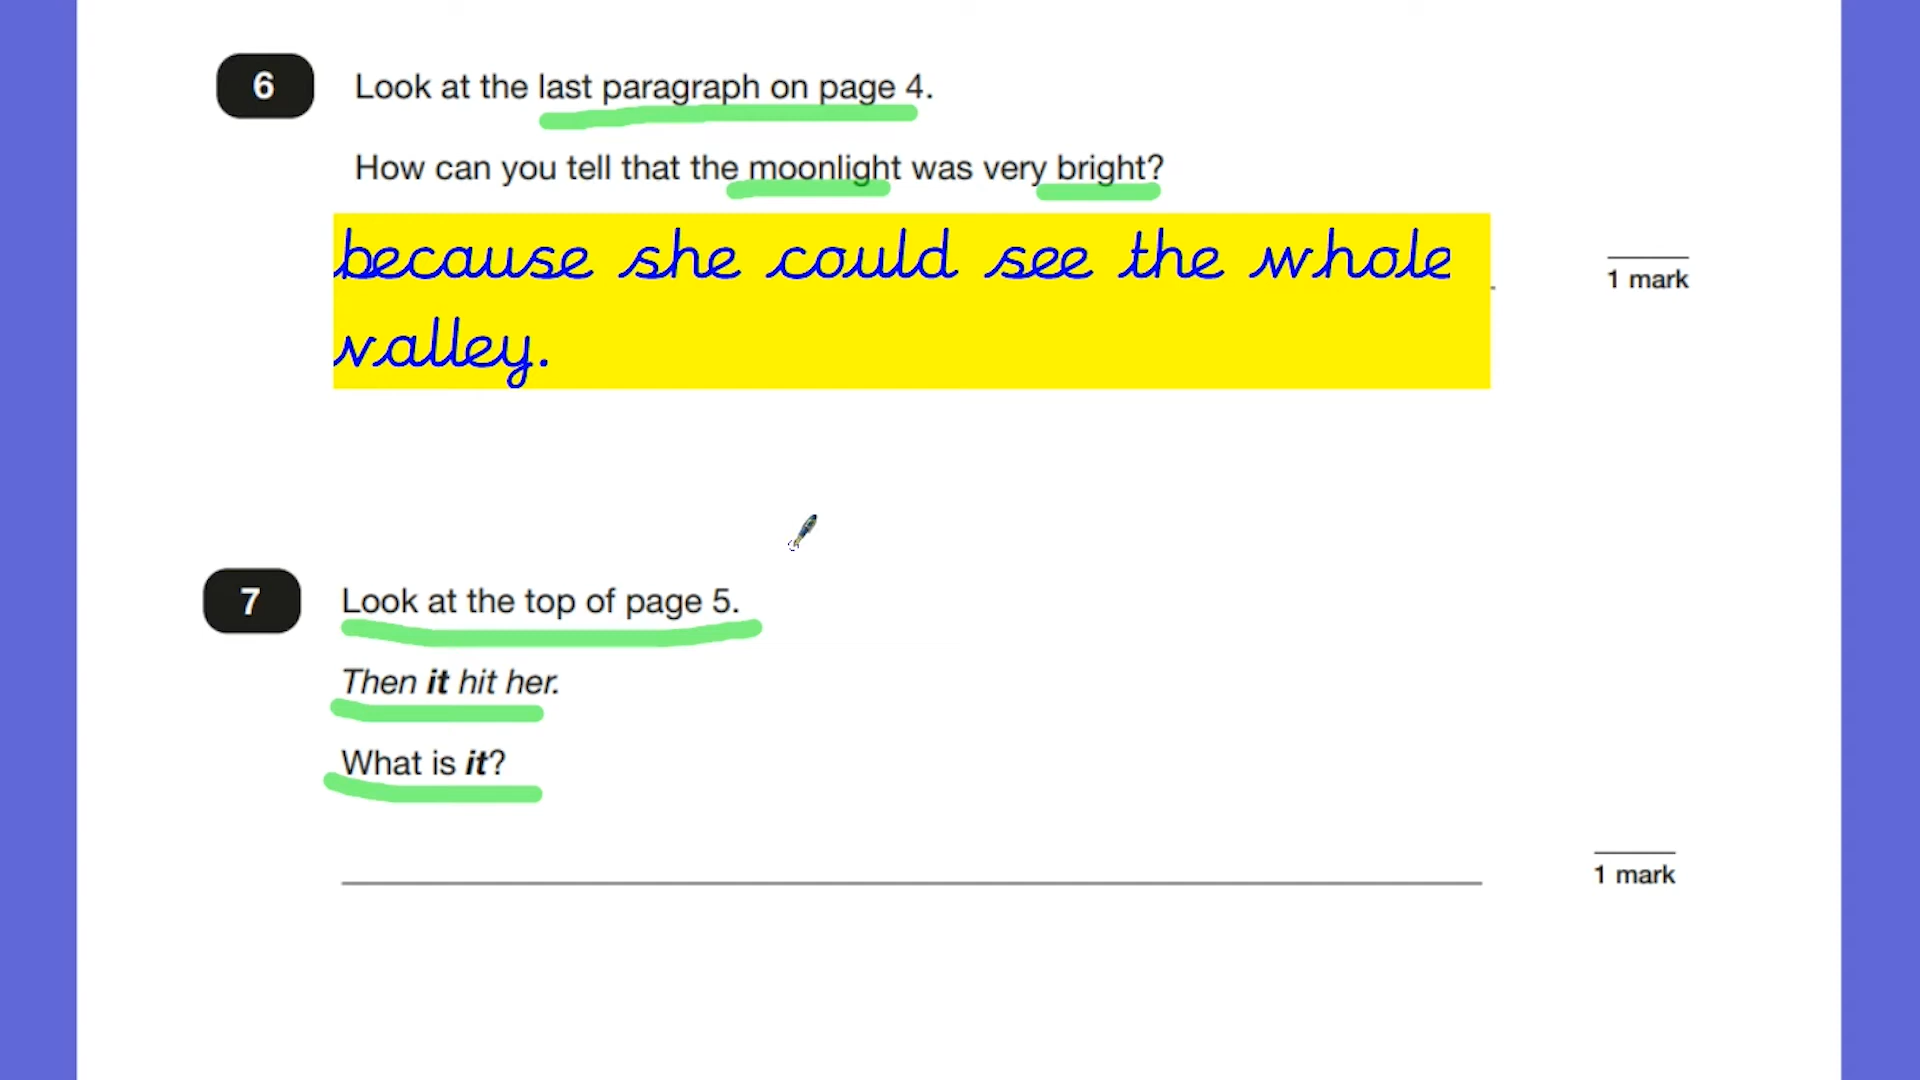 6 Look at the last paragraph on page 4.
How can you tell that the moonlight was very bright?
because she could see the whole
valley.
1 mark
7 Look at the top of page 5.
Then it hit her.
What is it?
1 mark